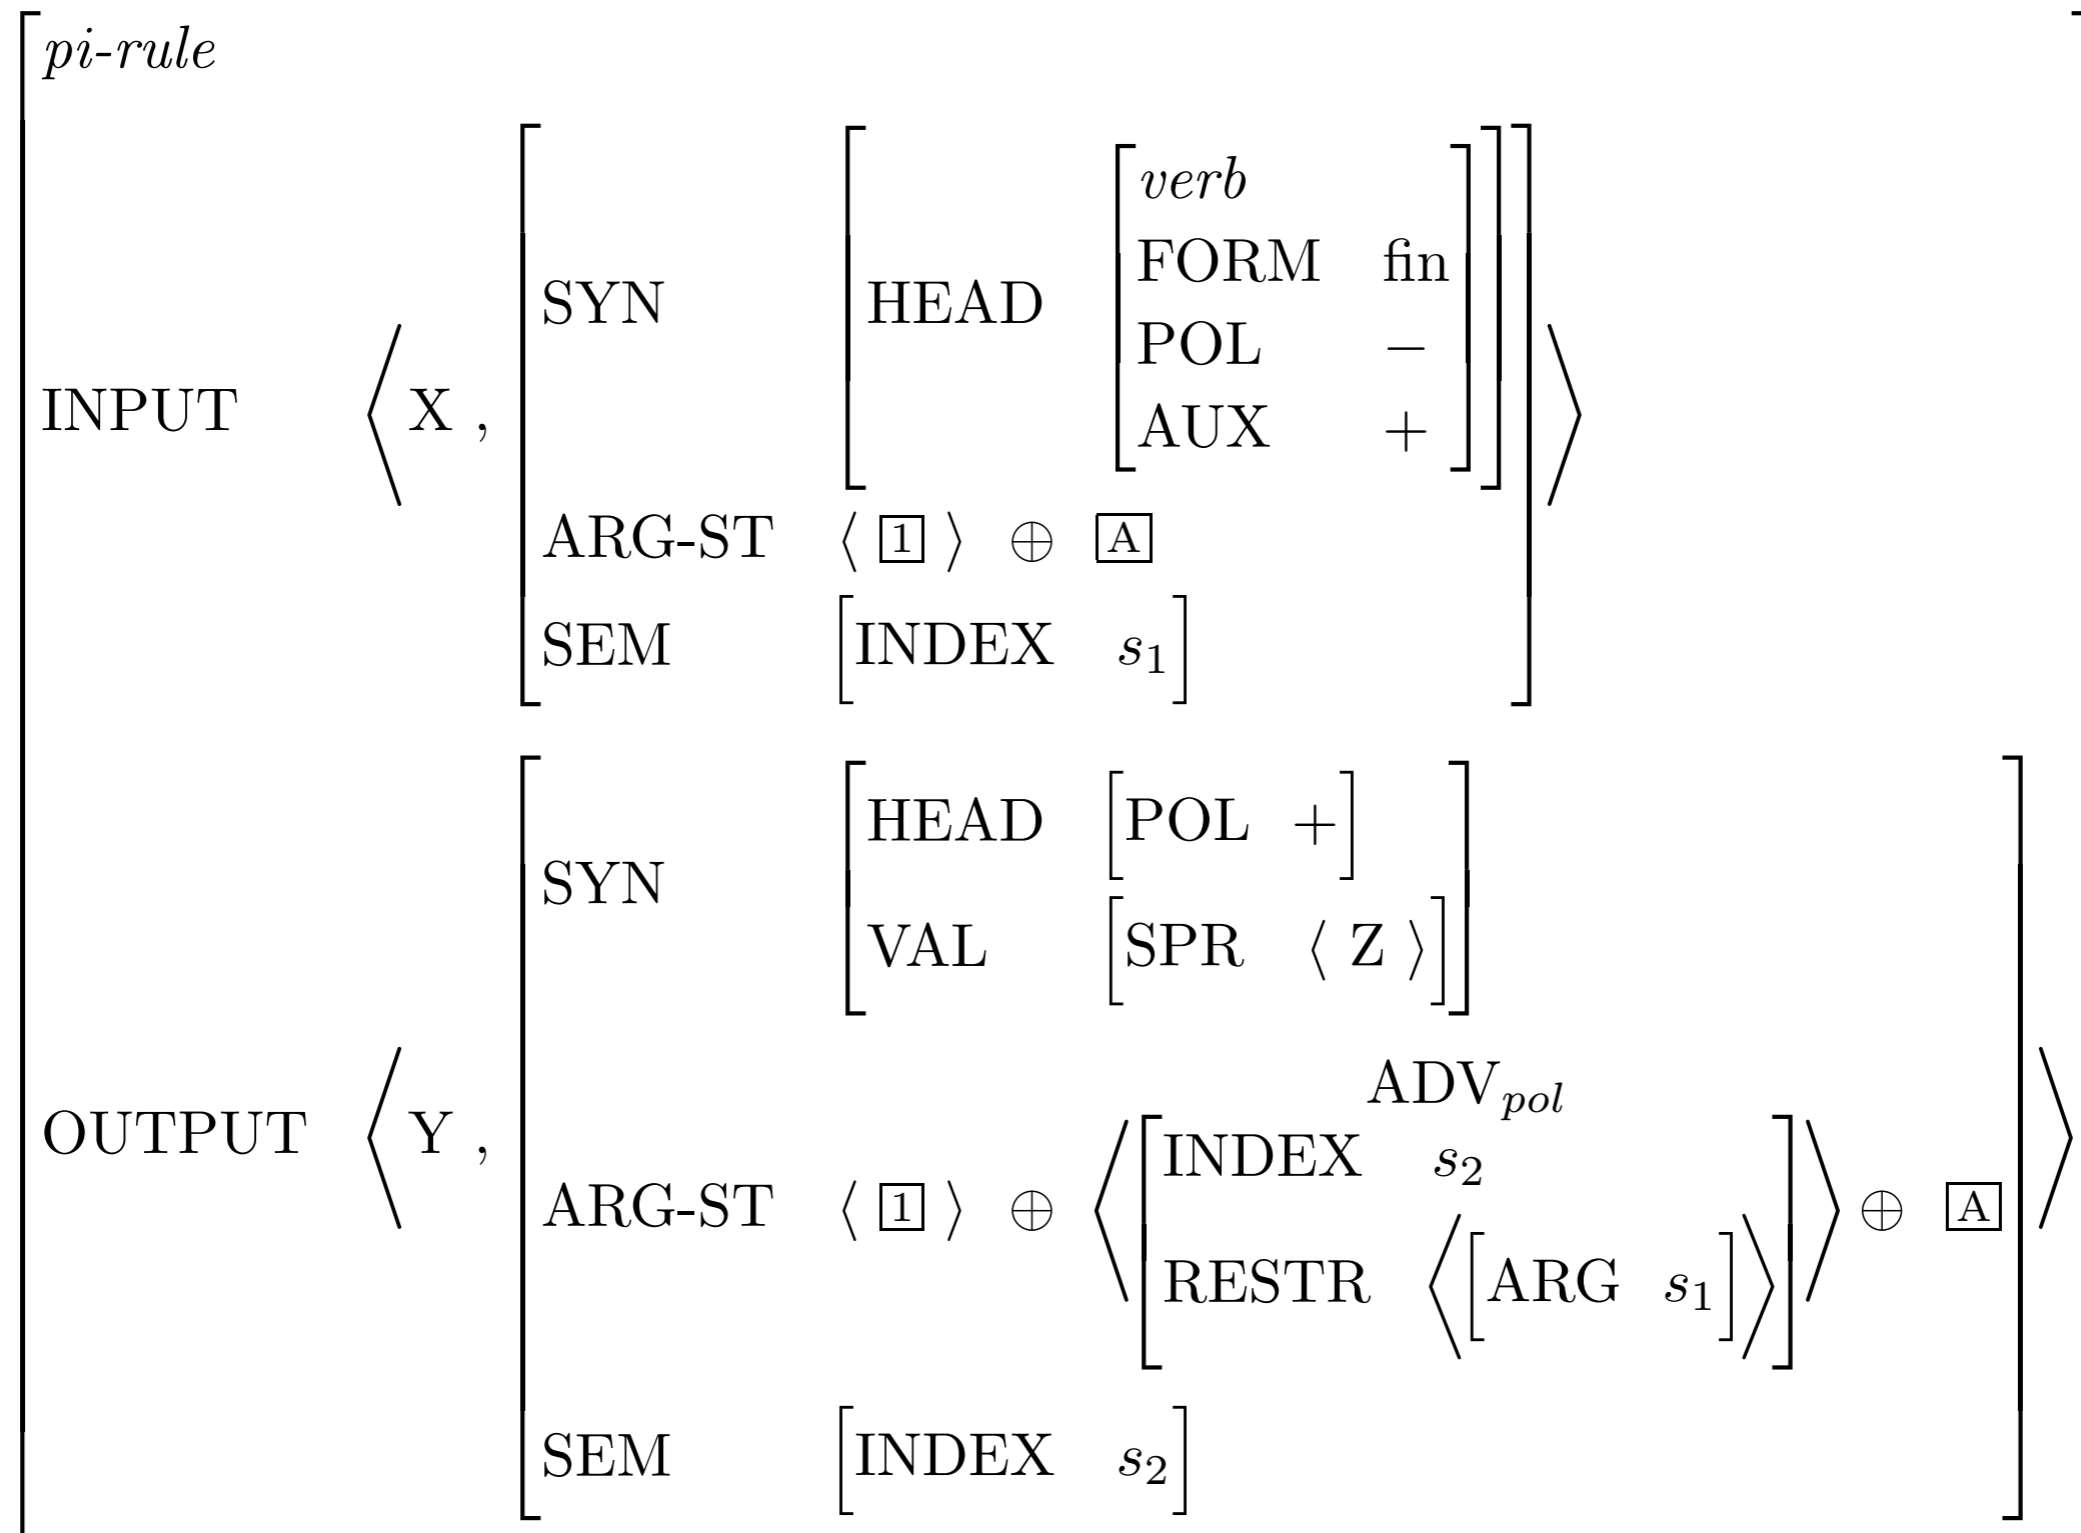 pi-rule
verb
FORM fin
SYN HEAD
POL −
INPUT ⟨ X ,
AUX + ⟩
ARG-ST ⟨ 1 ⟩ ⊕ A
SEM [INDEX s₁]
HEAD [POL +]
SYN
VAL [SPR ⟨ Z ⟩]
ADVpol
OUTPUT ⟨ Y ,
INDEX s₂
ARG-ST ⟨ 1 ⟩ ⊕ ⟨ ⟩ ⊕ A ⟩
RESTR ⟨[ARG s₁]⟩
SEM [INDEX s₂]